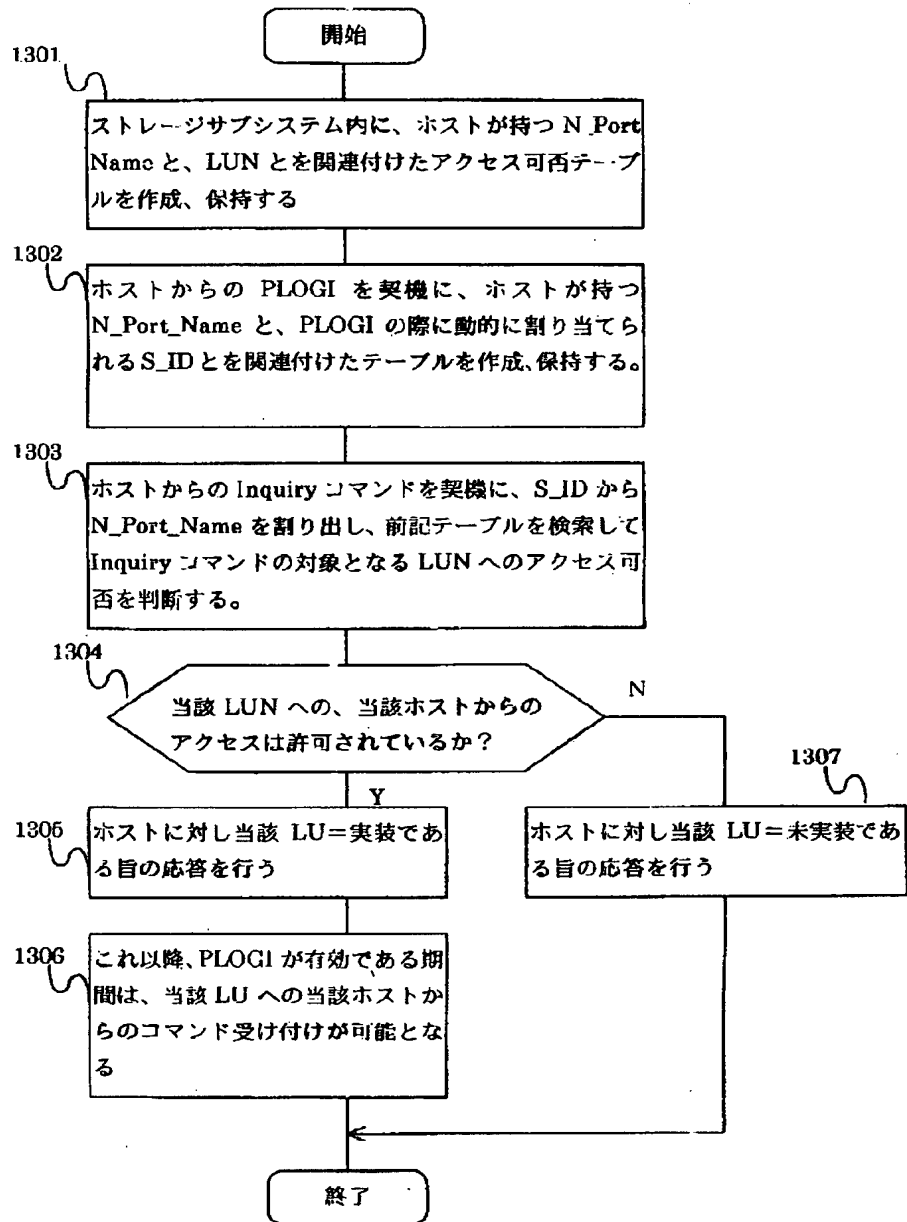 開始
1301
ストレージサブシステム内に、ホストが持つ N_Port
Name と、LUN とを関連付けたアクセス可否テーブ
ルを作成、保持する
1302
ホストからの PLOGI を契機に、ホストが持つ
N_Port_Name と、PLOGI の際に動的に割り当てら
れる S_ID とを関連付けたテーブルを作成、保持する。
1303
ホストからの Inquiry コマンドを契機に、S_ID から
N_Port_Name を割り出し、前記テーブルを検索して
Inquiry コマンドの対象となる LUN へのアクセス可
否を判断する。
1304
当該 LUN への、当該ホストからの
アクセスは許可されているか？
N
Y
1305
ホストに対し当該 LU＝実装であ
る旨の応答を行う
1307
ホストに対し当該 LU＝未実装であ
る旨の応答を行う
1306
これ以降、PLOGI が有効である期
間は、当該 LU への当該ホストか
らのコマンド受け付けが可能とな
る
終了